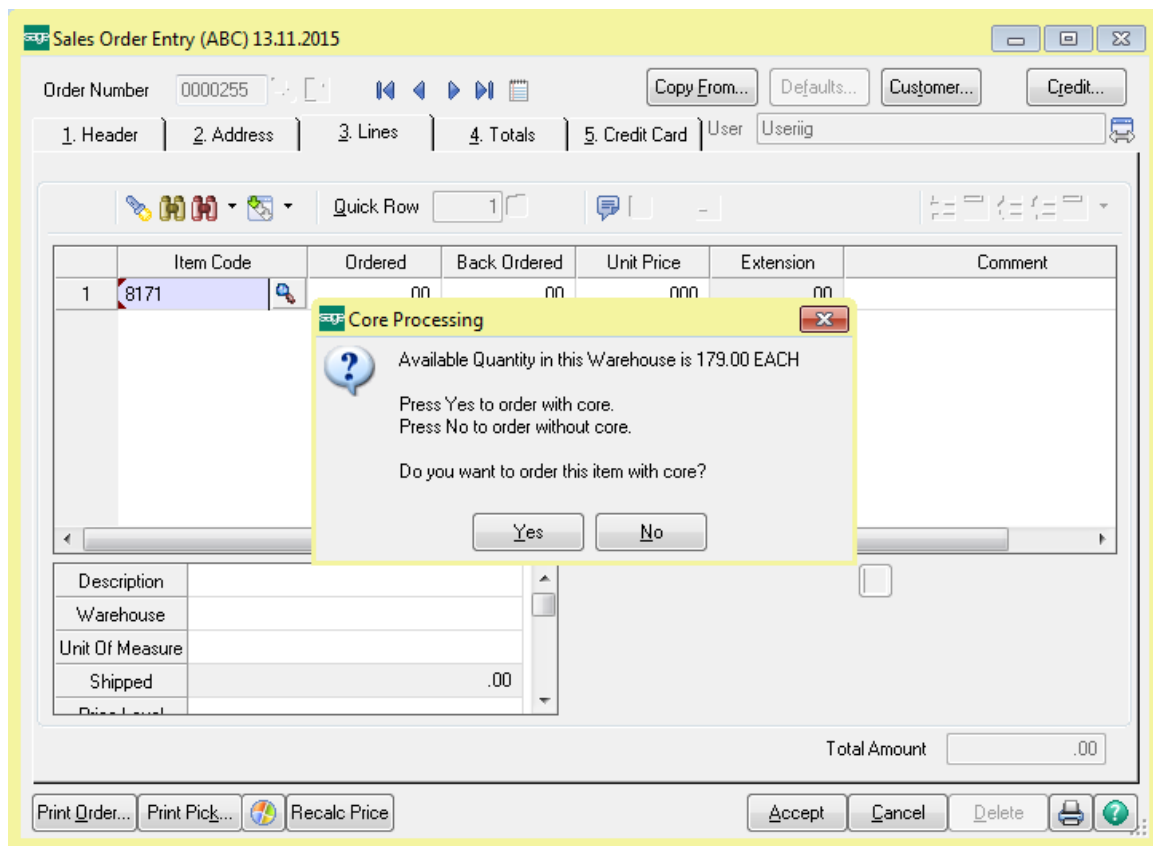 sage Sales Order Entry (ABC) 13.11.2015
Order Number 0000255 Copy From... Defaults... Customer... Credit...
1. Header 2. Address 3. Lines 4. Totals 5. Credit Card User Useriig
Quick Row 1
Item Code Ordered Back Ordered Unit Price Extension Comment
1 8171 .00 .00 .000 .00
sage Core Processing
Available Quantity in this Warehouse is 179.00 EACH
Press Yes to order with core.
Press No to order without core.
Do you want to order this item with core?
Yes No
Description
Warehouse
Unit Of Measure
Shipped .00
Price Level
Total Amount .00
Print Order... Print Pick... Recalc Price Accept Cancel Delete